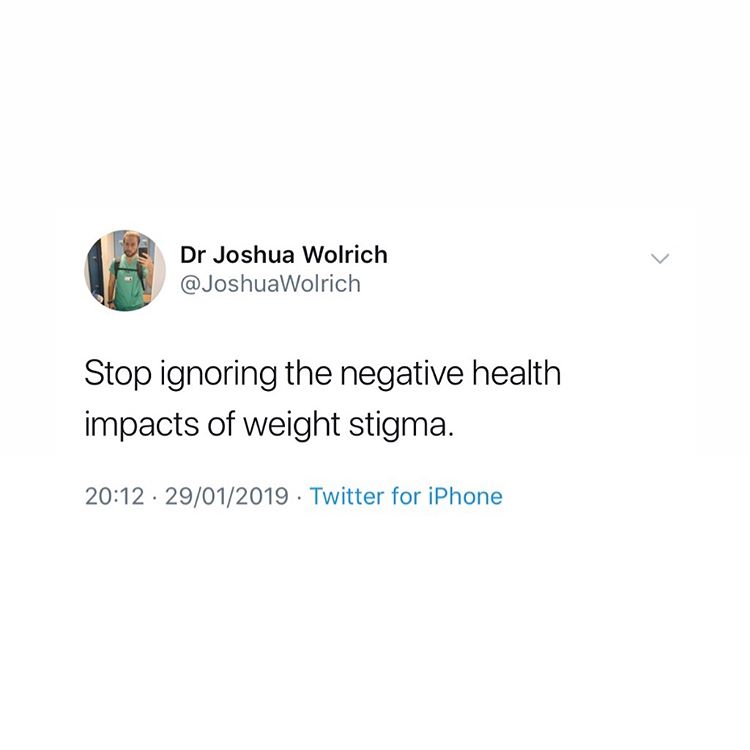 Dr Joshua Wolrich
@JoshuaWolrich
Stop ignoring the negative health
impacts of weight stigma.
20:12 · 29/01/2019 · Twitter for iPhone